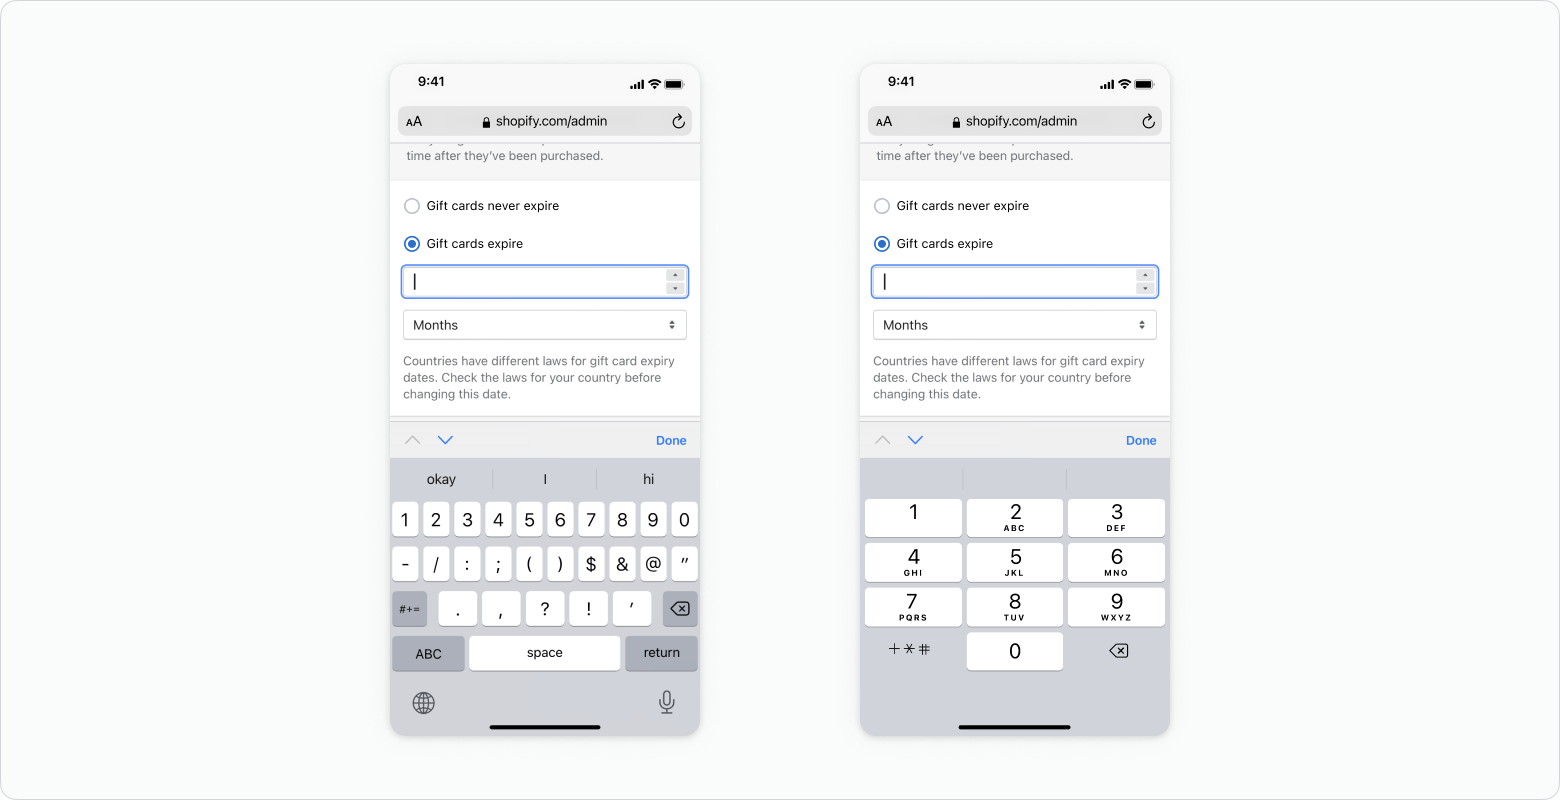 9:41
AA shopify.com/admin
time after they've been purchased.
Gift cards never expire
Gift cards expire
Months
Countries have different laws for gift card expiry
dates. Check the laws for your country before
changing this date.
Done
okay I hi
1 2 3 4 5 6 7 8 9 0
- / : ; ( ) $ & @ "
#+= . , ? ! '
ABC space return
9:41
AA shopify.com/admin
time after they've been purchased.
Gift cards never expire
Gift cards expire
Months
Countries have different laws for gift card expiry
dates. Check the laws for your country before
changing this date.
Done
1 2 3
ABC DEF
4 5 6
GHI JKL MNO
7 8 9
PQRS TUV WXYZ
+*# 0